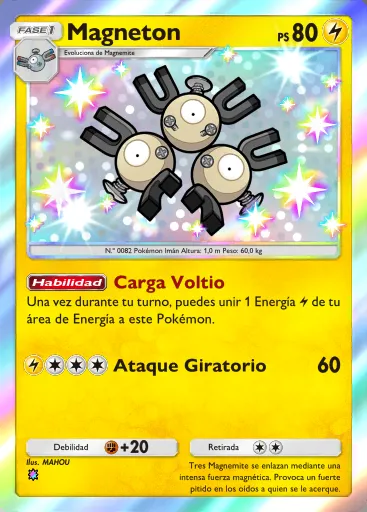 FASE 1
Magneton
PS 80
Evoluciona de Magnemite
N.º 0082 Pokémon Imán Altura: 1,0 m Peso: 60,0 kg
Habilidad Carga Voltio
Una vez durante tu turno, puedes unir 1 Energía de tu
área de Energía a este Pokémon.
Ataque Giratorio 60
Debilidad +20 Retirada
Ilus. MAHOU
Tres Magnemite se enlazan mediante una
intensa fuerza magnética. Provoca un fuerte
pitido en los oídos a quien se le acerque.